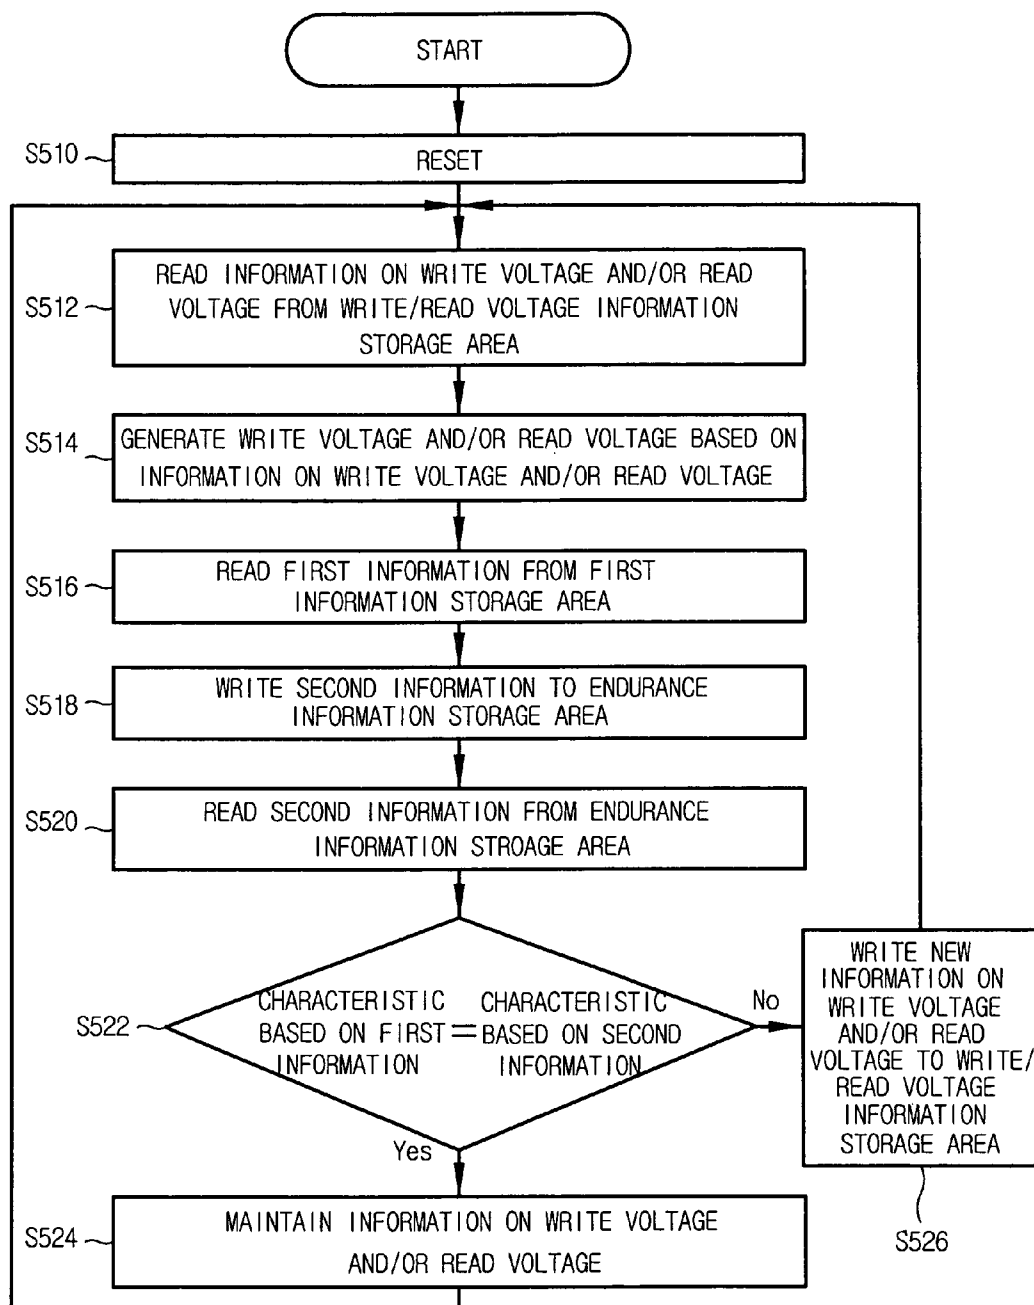 START
S510
RESET
READ INFORMATION ON WRITE VOLTAGE AND/OR READ
S512
VOLTAGE FROM WRITE/READ VOLTAGE INFORMATION
STORAGE AREA
S514
GENERATE WRITE VOLTAGE AND/OR READ VOLTAGE BASED ON
INFORMATION ON WRITE VOLTAGE AND/OR READ VOLTAGE
S516
READ FIRST INFORMATION FROM FIRST
INFORMATION STORAGE AREA
S518
WRITE SECOND INFORMATION TO ENDURANCE
INFORMATION STORAGE AREA
S520
READ SECOND INFORMATION FROM ENDURANCE
INFORMATION STROAGE AREA
S522
CHARACTERISTIC
BASED ON FIRST
INFORMATION
=
CHARACTERISTIC
BASED ON SECOND
INFORMATION
No
WRITE NEW
INFORMATION ON
WRITE VOLTAGE
AND/OR READ
VOLTAGE TO WRITE/
READ VOLTAGE
INFORMATION
STORAGE AREA
S526
Yes
S524
MAINTAIN INFORMATION ON WRITE VOLTAGE
AND/OR READ VOLTAGE